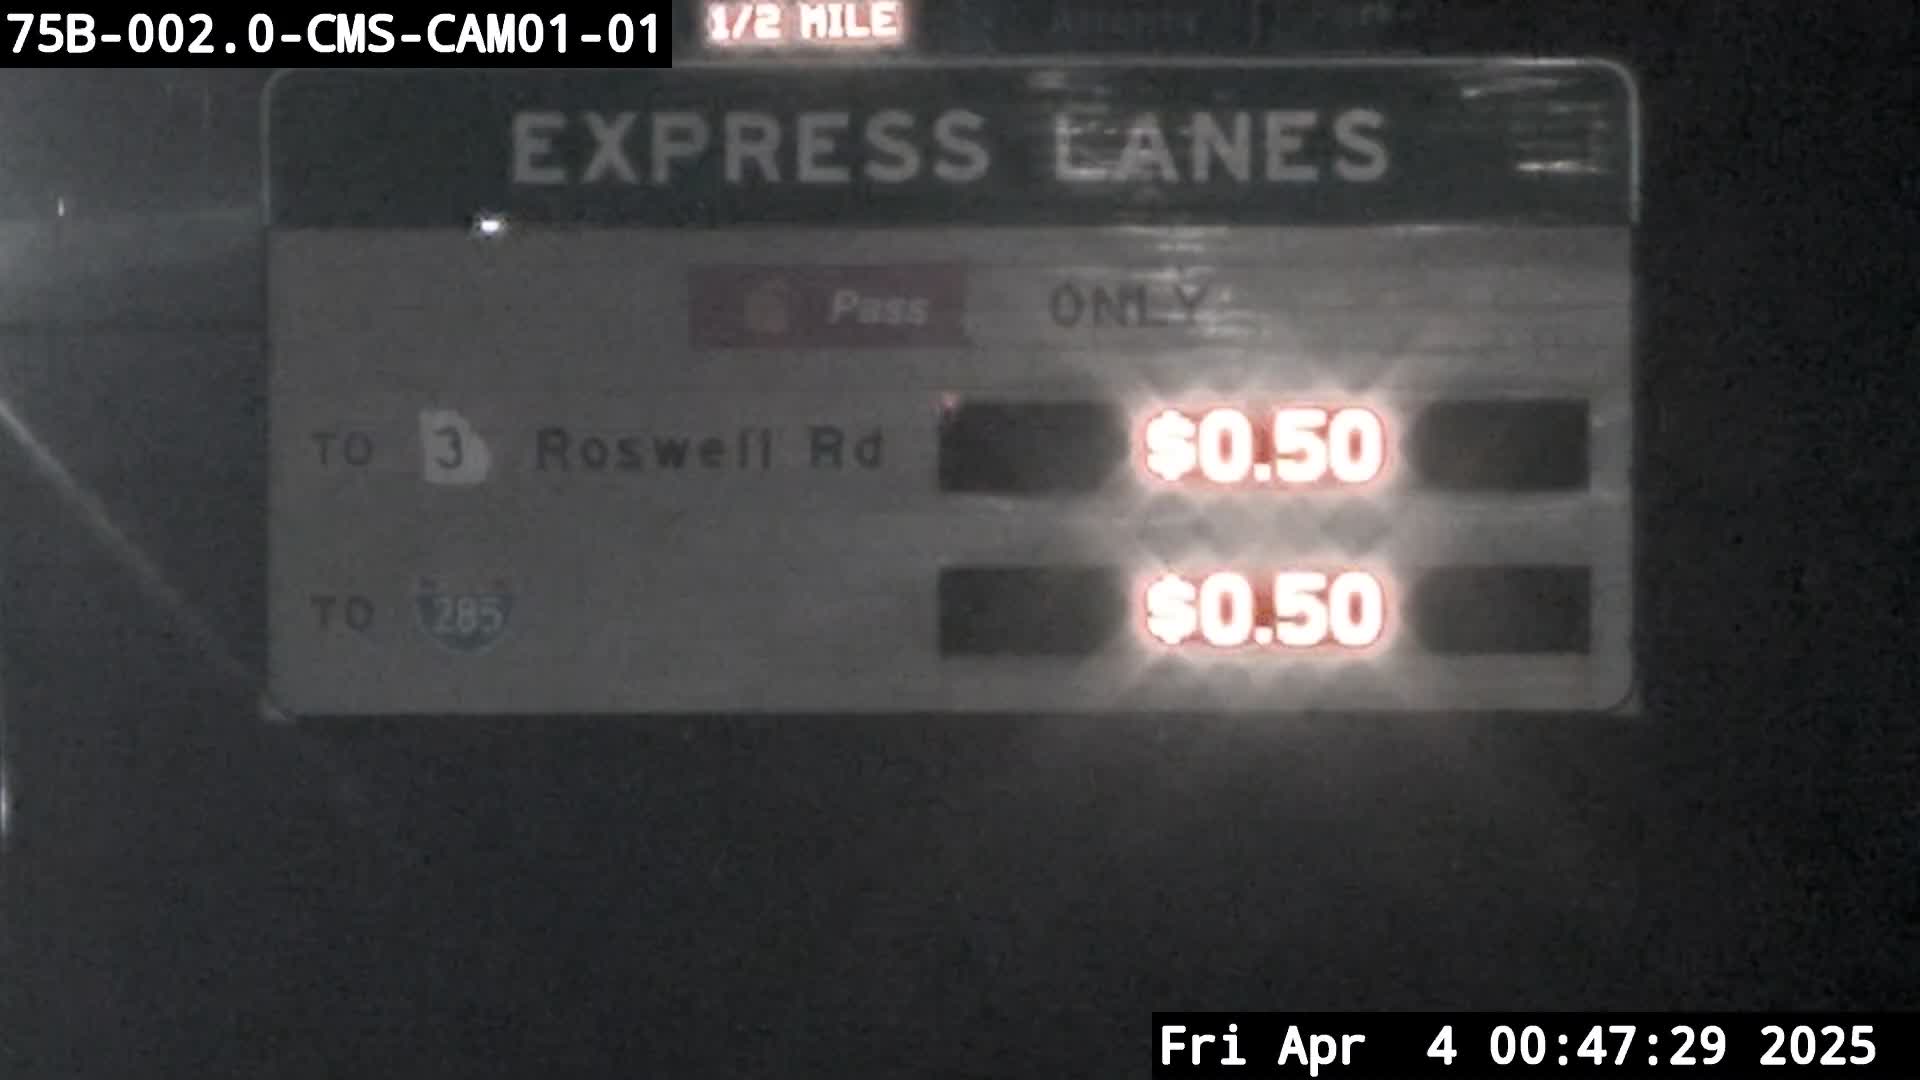 75B-002.0-CMS-CAM01-01
1/2 MILE
EXPRESS LANES
Pass ONLY
TO 3 Roswell Rd $0.50
TO 285 $0.50
Fri Apr 4 00:47:29 2025